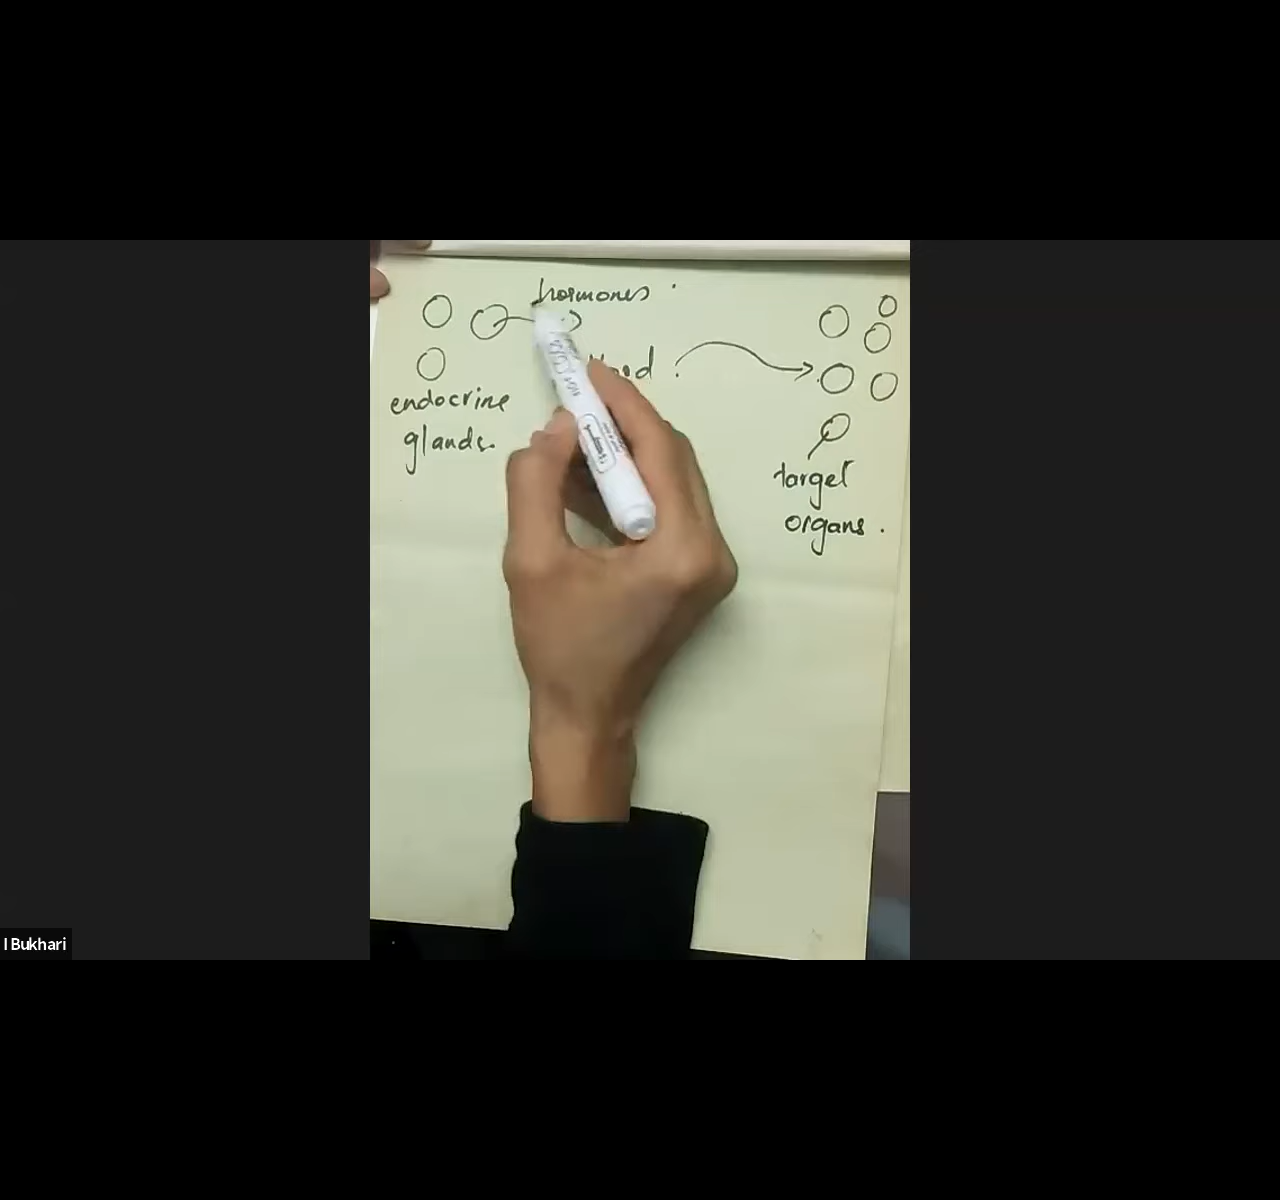 hormones.
endocrine
glands.
target
organs.
I Bukhari